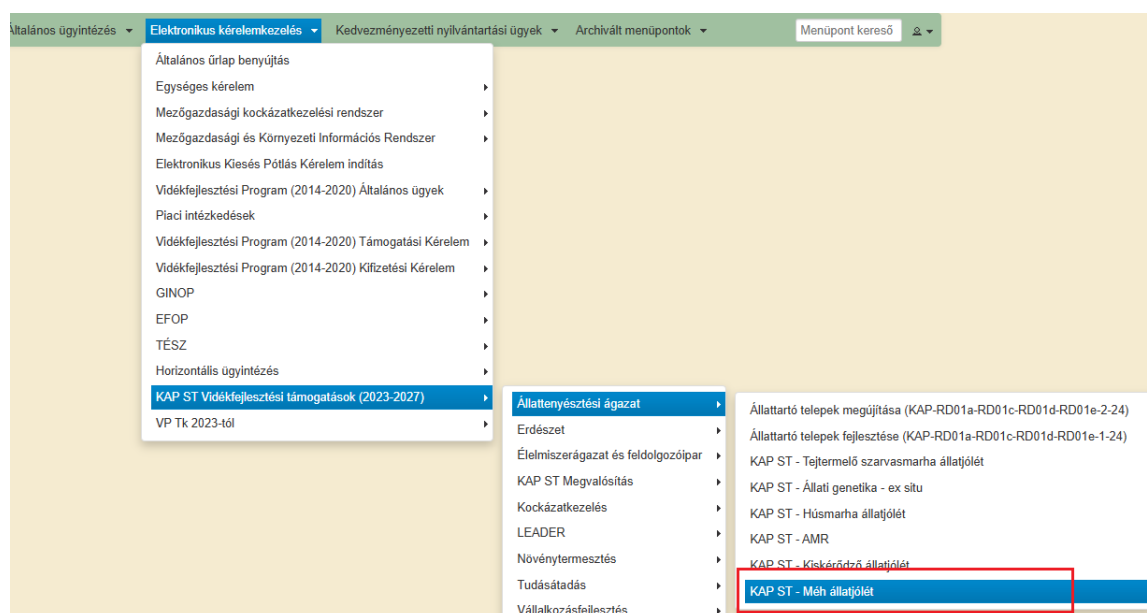 Általános ügyintézés Elektronikus kérelemkezelés Kedvezményezetti nyilvántartási ügyek Archivált menüpontok Menüpont kereső
Általános űrlap benyújtás
Egységes kérelem
Mezőgazdasági kockázatkezelési rendszer
Mezőgazdasági és Környezeti Információs Rendszer
Elektronikus Kiesés Pótlás Kérelem indítás
Vidékfejlesztési Program (2014-2020) Általános ügyek
Piaci intézkedések
Vidékfejlesztési Program (2014-2020) Támogatási Kérelem
Vidékfejlesztési Program (2014-2020) Kifizetési Kérelem
GINOP
EFOP
TÉSZ
Horizontális ügyintézés
KAP ST Vidékfejlesztési támogatások (2023-2027)
VP Tk 2023-tól
Állattenyésztési ágazat
Erdészet
Élelmiszerágazat és feldolgozóipar
KAP ST Megvalósítás
Kockázatkezelés
LEADER
Növénytermesztés
Tudásátadás
Vállalkozásfejlesztés
Állattartó telepek megújítása (KAP-RD01a-RD01c-RD01d-RD01e-2-24)
Állattartó telepek fejlesztése (KAP-RD01a-RD01c-RD01d-RD01e-1-24)
KAP ST - Tejtermelő szarvasmarha állatjólét
KAP ST - Állati genetika - ex situ
KAP ST - Húsmarha állatjólét
KAP ST - AMR
KAP ST - Kiskérődző állatjólét
KAP ST - Méh állatjólét